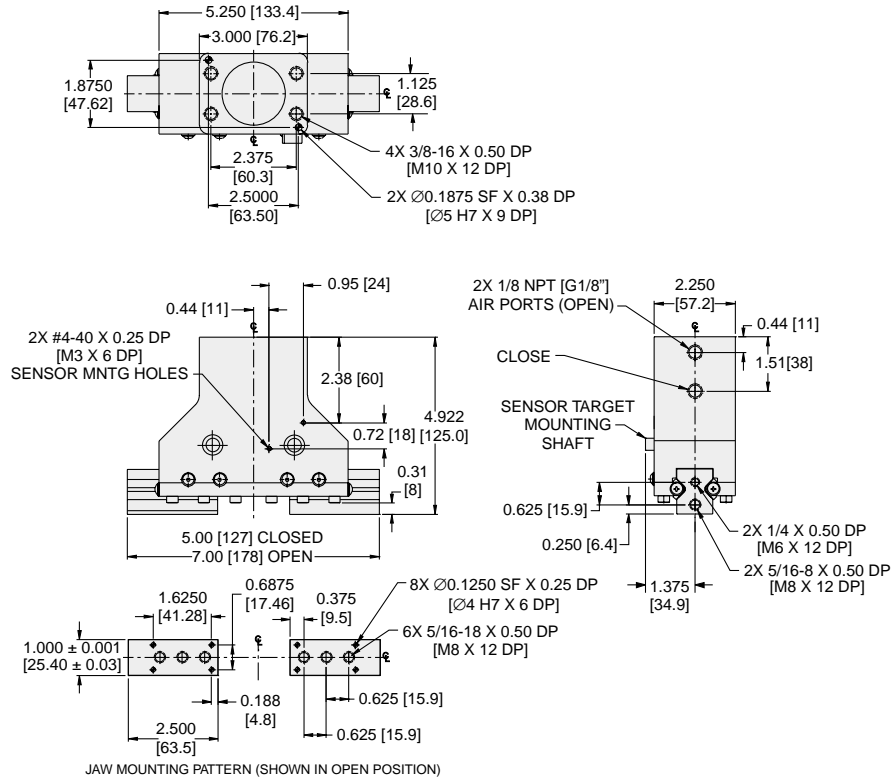 5.250 [133.4]
3.000 [76.2]
1.8750
[47.62]
1.125
[28.6]
℄
℄
4X 3/8-16 X 0.50 DP
[M10 X 12 DP]
2.375
[60.3]
2X Ø0.1875 SF X 0.38 DP
[Ø5 H7 X 9 DP]
2.5000
[63.50]
0.95 [24]
0.44 [11]
℄
2X #4-40 X 0.25 DP
[M3 X 6 DP]
SENSOR MNTG HOLES
2.38 [60]
4.922
[125.0]
0.72 [18]
0.31
[8]
5.00 [127] CLOSED
7.00 [178] OPEN
2X 1/8 NPT [G1/8”]
AIR PORTS (OPEN)
2.250
[57.2]
℄
0.44 [11]
1.51[38]
CLOSE
SENSOR TARGET
MOUNTING
SHAFT
0.625 [15.9]
0.250 [6.4]
2X 1/4 X 0.50 DP
[M6 X 12 DP]
2X 5/16-8 X 0.50 DP
[M8 X 12 DP]
1.375
[34.9]
1.6250
[41.28]
0.6875
[17.46]
0.375
[9.5]
8X Ø0.1250 SF X 0.25 DP
[Ø4 H7 X 6 DP]
6X 5/16-18 X 0.50 DP
[M8 X 12 DP]
1.000 ± 0.001
[25.40 ± 0.03]
℄
℄
0.188
[4.8]
0.625 [15.9]
0.625 [15.9]
2.500
[63.5]
JAW MOUNTING PATTERN (SHOWN IN OPEN POSITION)